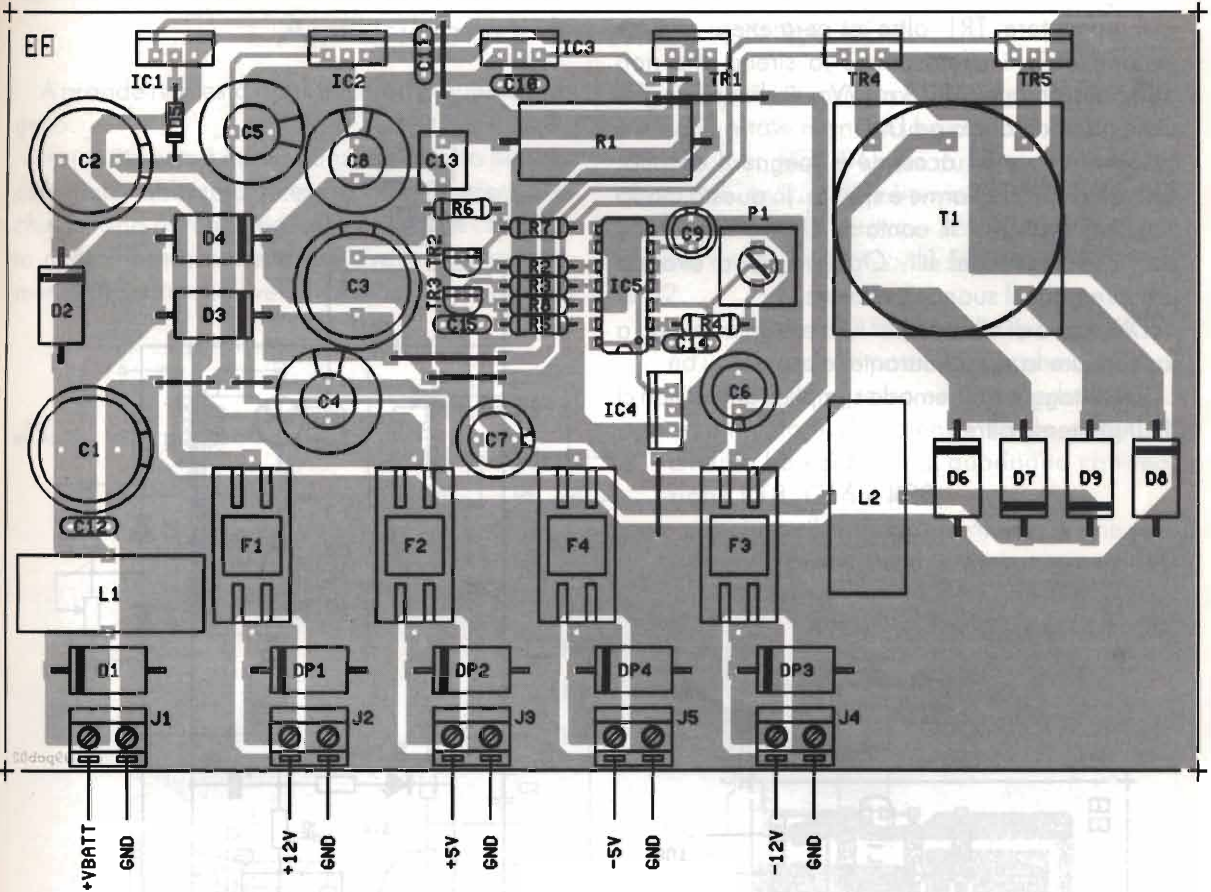 EF
IC1
IC2
C11
IC3
C10
TR1
TR4
TR5
C2
D5
C5
C8
C13
R1
T1
R6
R7
C9
P1
D4
TR2
R2
R3
IC5
D2
C3
TR3
R8
D3
C15
R5
R4
C14
C4
C6
IC4
C1
C7
D6
D7
D9
D8
L2
C12
F1
F2
F4
F3
L1
D1
DP1
DP2
DP4
DP3
J1
J2
J3
J5
J4
+VBATT
GND
+12V
GND
+5V
GND
-5V
GND
-12V
GND